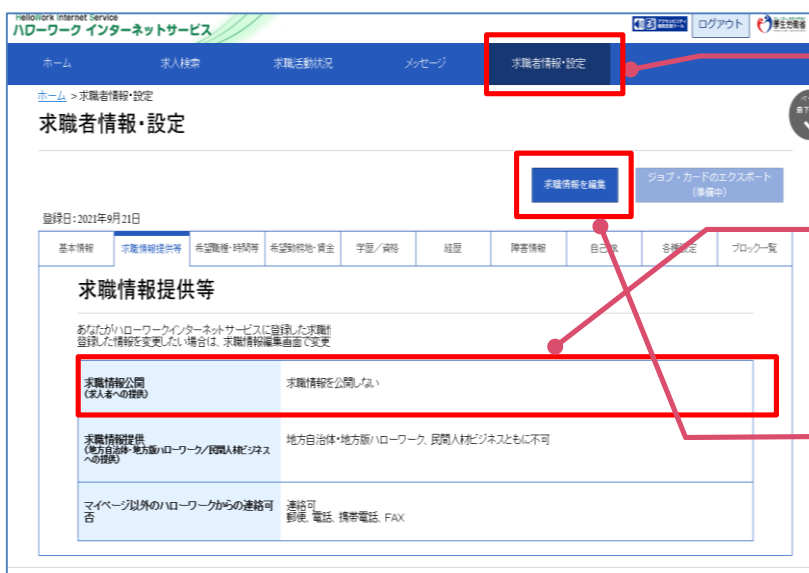 HelloWork Internet Service
ハローワーク インターネットサービス
ログアウト
厚生労働省
ホーム
求人検索
求職活動状況
メッセージ
求職者情報・設定
ホーム > 求職者情報・設定
求職者情報・設定
求職情報を編集
ジョブ・カードのエクスポート
(準備中)
登録日:2021年9月21日
基本情報
求職情報提供等
希望職種・時間等
希望勤務地・賃金
学歴/資格
経歴
障害情報
各種設定
ブロック一覧
求職情報提供等
あなたがハローワークインターネットサービスに登録した求職
登録した情報を変更したい場合は、求職情報編集画面で変更
求職情報公開
(求人者への提供)
求職情報を公開しない
求職情報提供
(地方自治体・地方版ハローワーク/民間人材ビジネス
への提供)
地方自治体・地方版ハローワーク、民間人材ビジネスともに不可
マイページ以外のハローワークからの連絡可
否
連絡可
郵便、電話、携帯電話、FAX